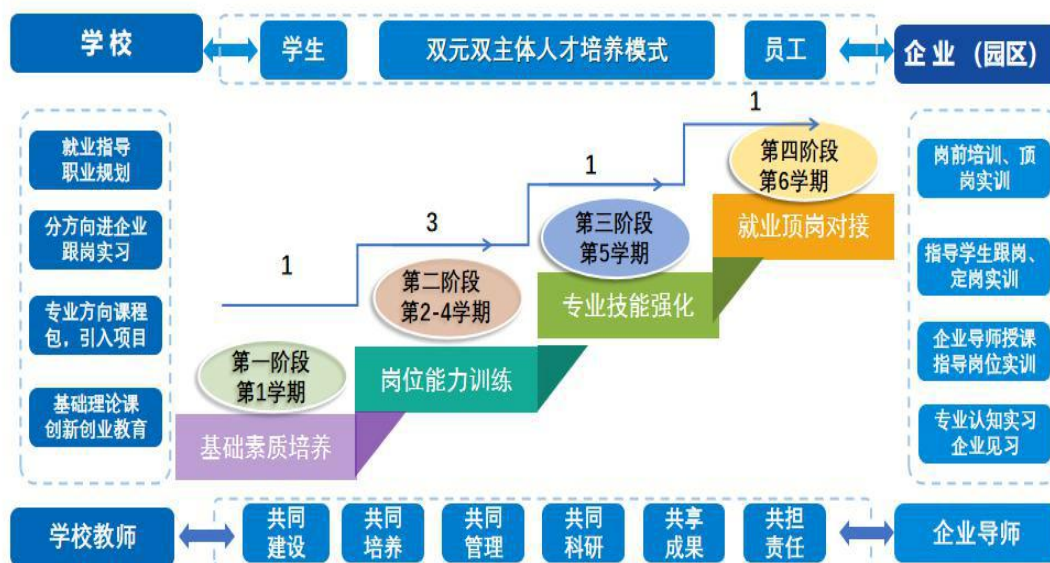 学校
学生
双元双主体人才培养模式
员工
企业（园区）
就业指导
职业规划
分方向进企业
跟岗实习
专业方向课程
包，引入项目
基础理论课
创新创业教育
1
3
1
1
第一阶段
第1学期
基础素质培养
第二阶段
第2-4学期
岗位能力训练
第三阶段
第5学期
专业技能强化
第四阶段
第6学期
就业顶岗对接
岗前培训、顶
岗实训
指导学生跟岗、
定岗实训
企业导师授课
指导岗位实训
专业认知实习
企业见习
学校教师
共同
建设
共同
培养
共同
管理
共同
科研
共享
成果
共担
责任
企业导师